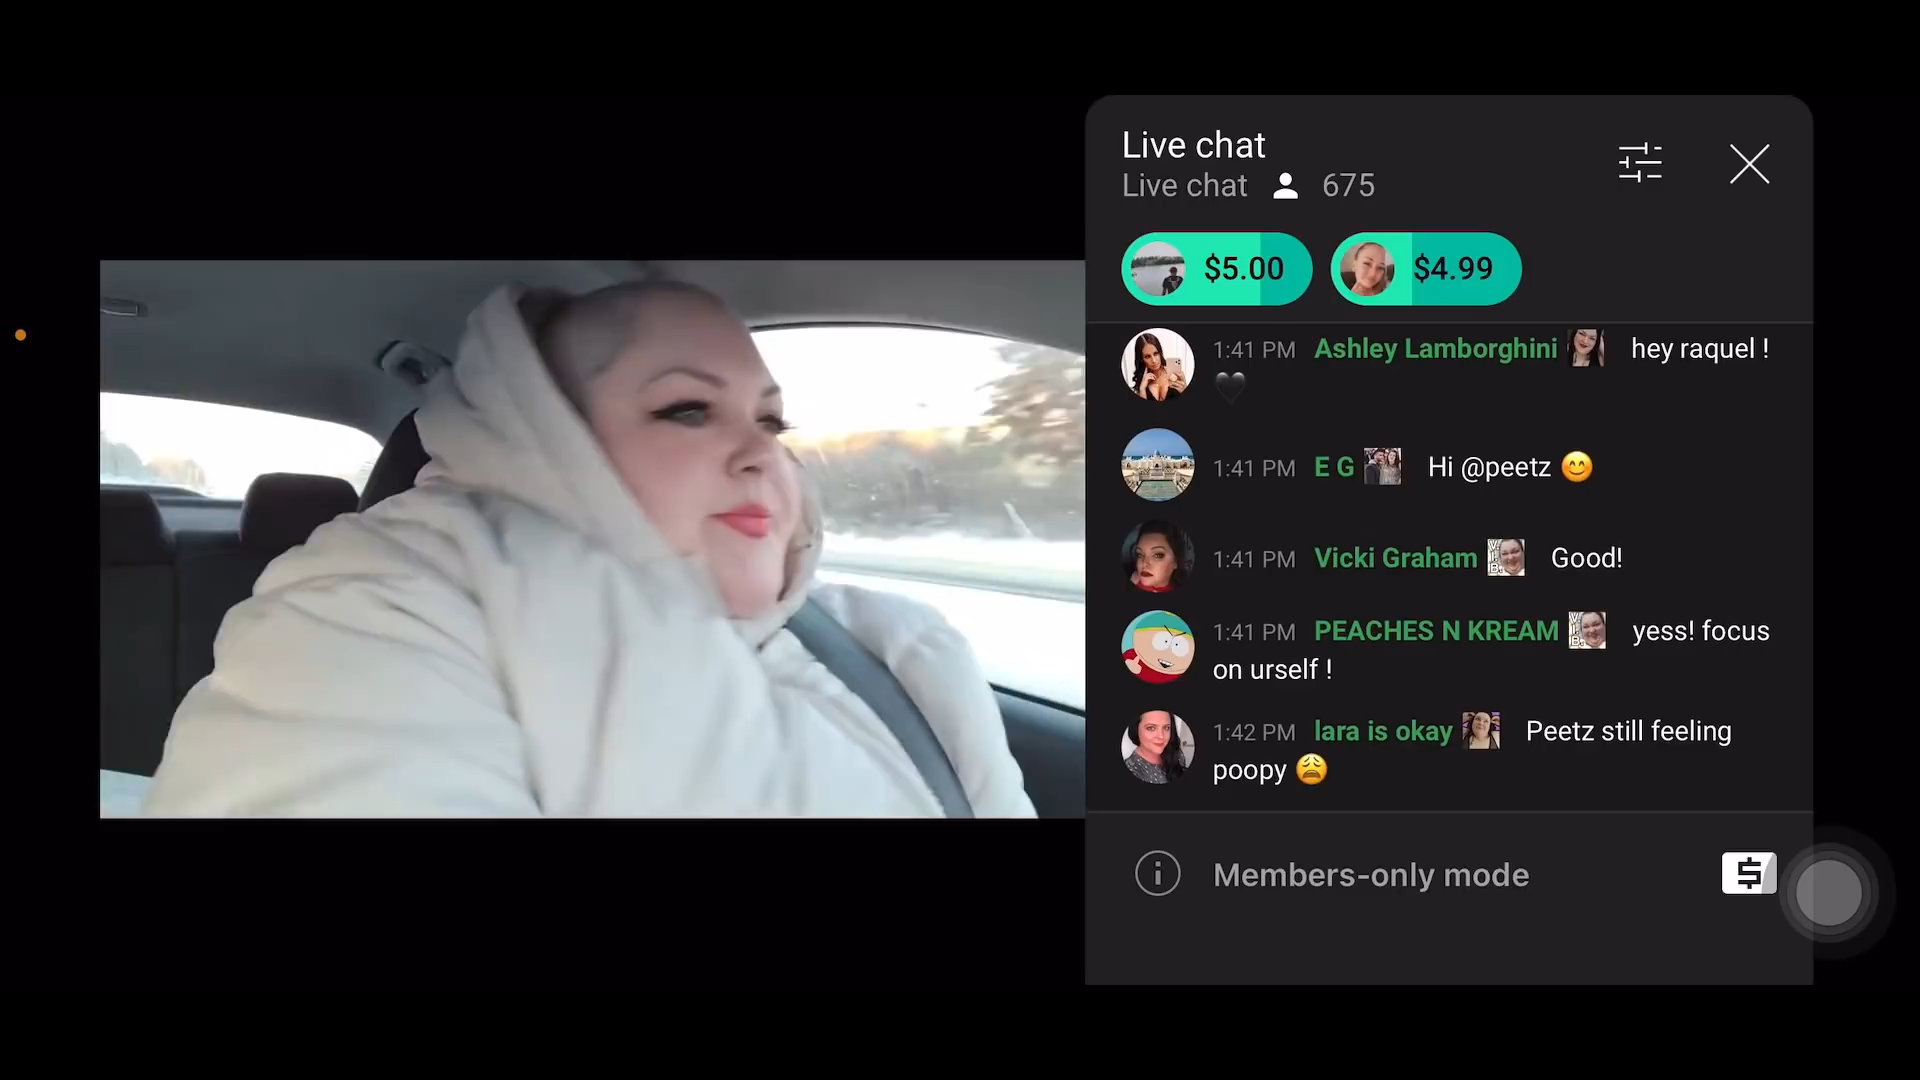 Live chat
Live chat 675
$5.00 $4.99
1:41 PM Ashley Lamborghini hey raquel !
🖤
1:41 PM E G Hi @peetz 😊
1:41 PM Vicki Graham Good!
1:41 PM PEACHES N KREAM yess! focus
on urself !
1:42 PM lara is okay Peetz still feeling
poopy 😩
Members-only mode